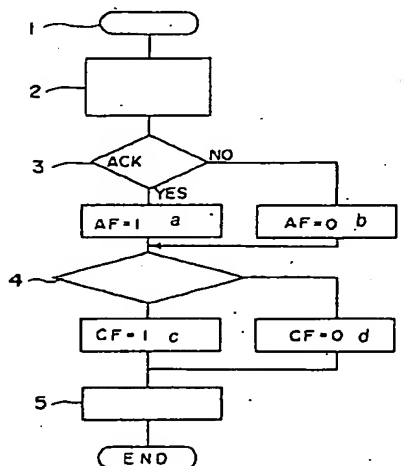 1
2
3
ACK
NO
YES
AF=1 a
AF=0 b
4
CF=1 c
CF=0 d
5
END